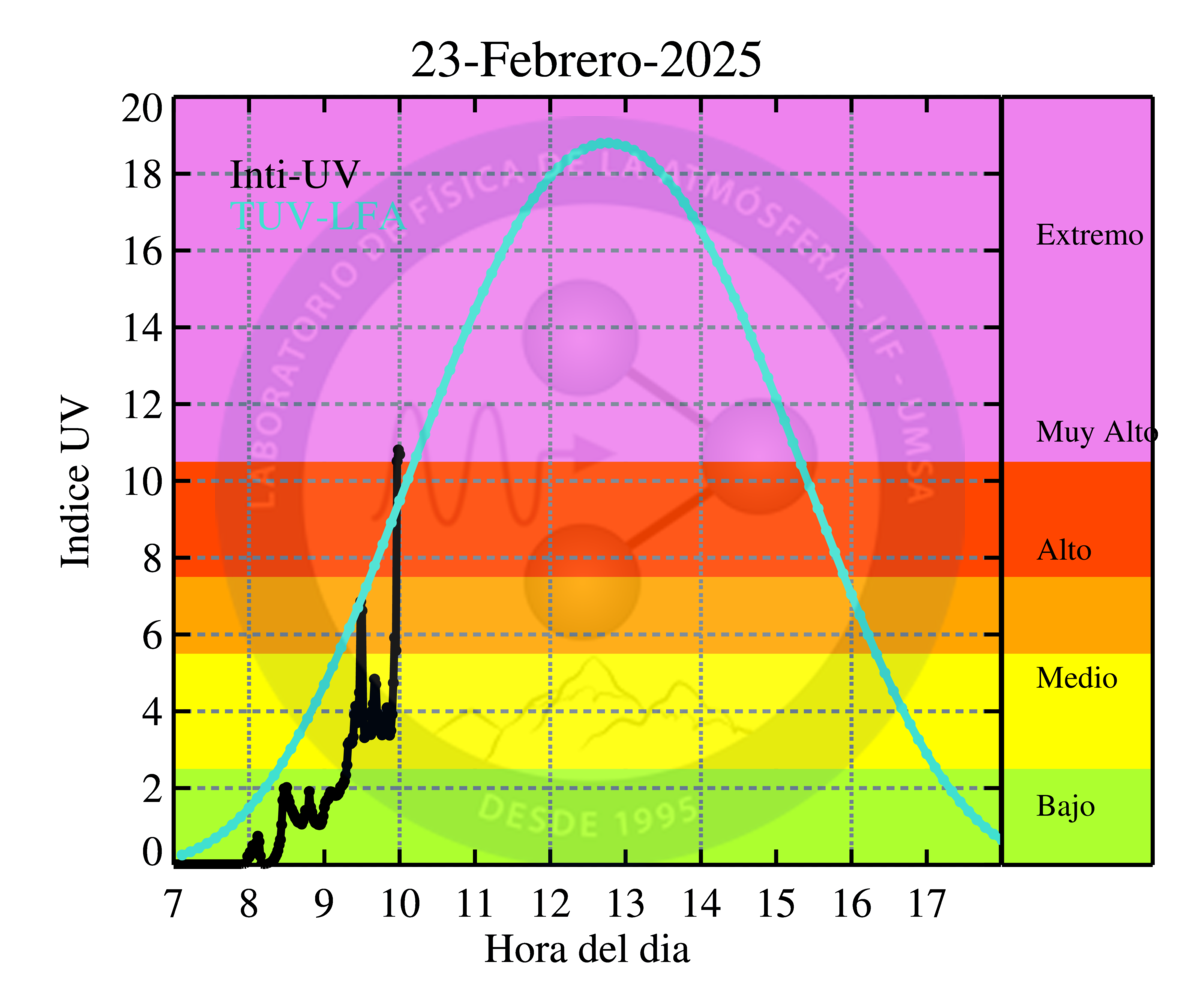 23-Febrero-2025
Inti-UV
TUV-LFA
LABORATORIO DE FÍSICA DE LA ATMÓSFERA - IIF - UMSA
DESDE 1995
Indice UV
20
18
16
14
12
10
8
6
4
2
0
Extremo
Muy Alto
Alto
Medio
Bajo
7 8 9 10 11 12 13 14 15 16 17
Hora del dia